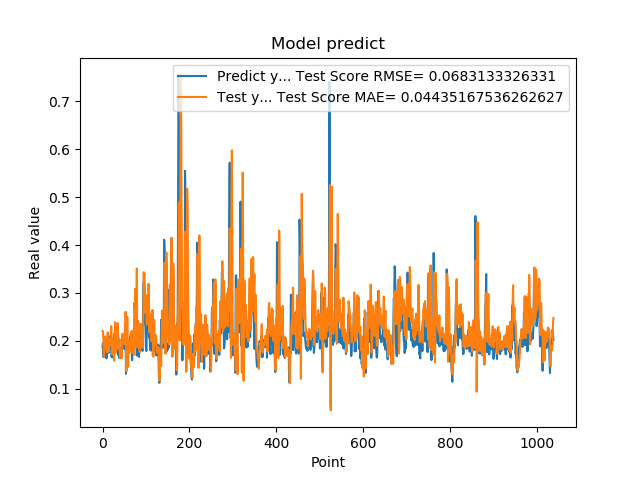 Model predict
Predict y... Test Score RMSE= 0.0683133326331
Test y... Test Score MAE= 0.04435167536262627
0.7
0.6
0.5
0.4
0.3
0.2
0.1
Real value
0 200 400 600 800 1000
Point